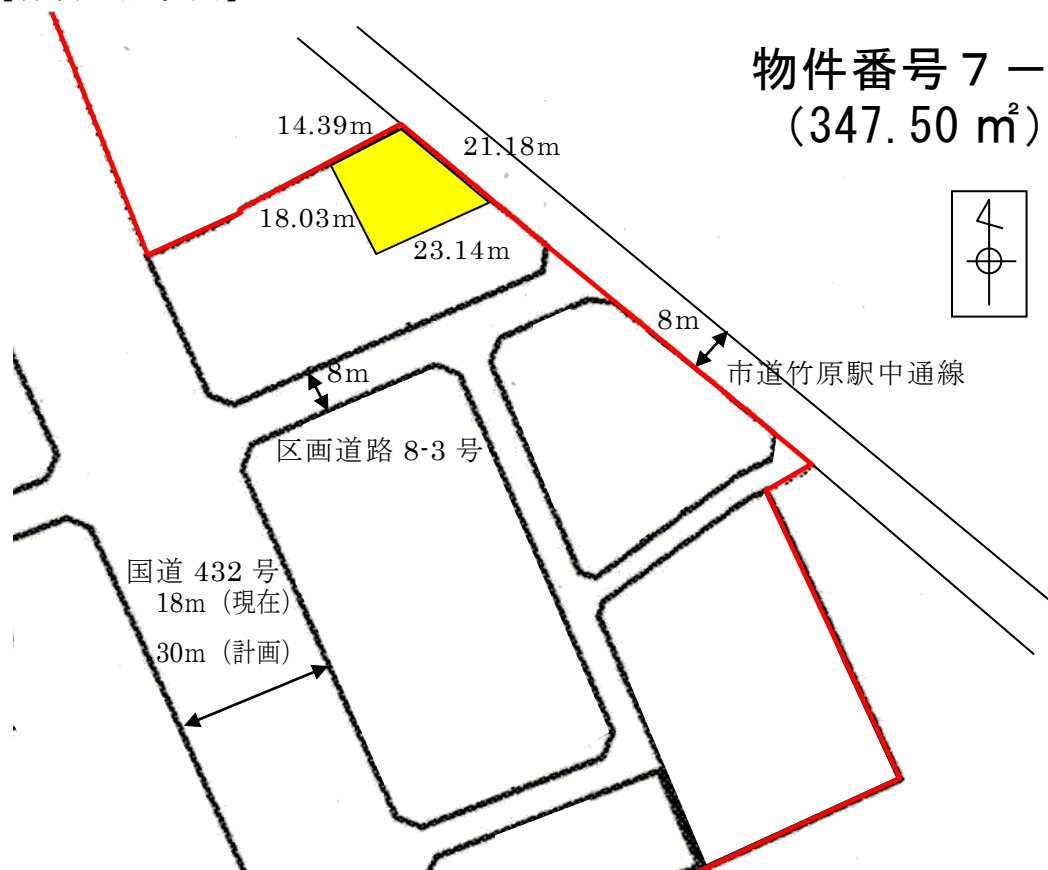 物件番号７－
（347.50 ㎡）
14.39m
21.18m
18.03m
23.14m
8m
市道竹原駅中通線
8m
区画道路 8-3 号
国道 432 号
18m（現在）
30m（計画）